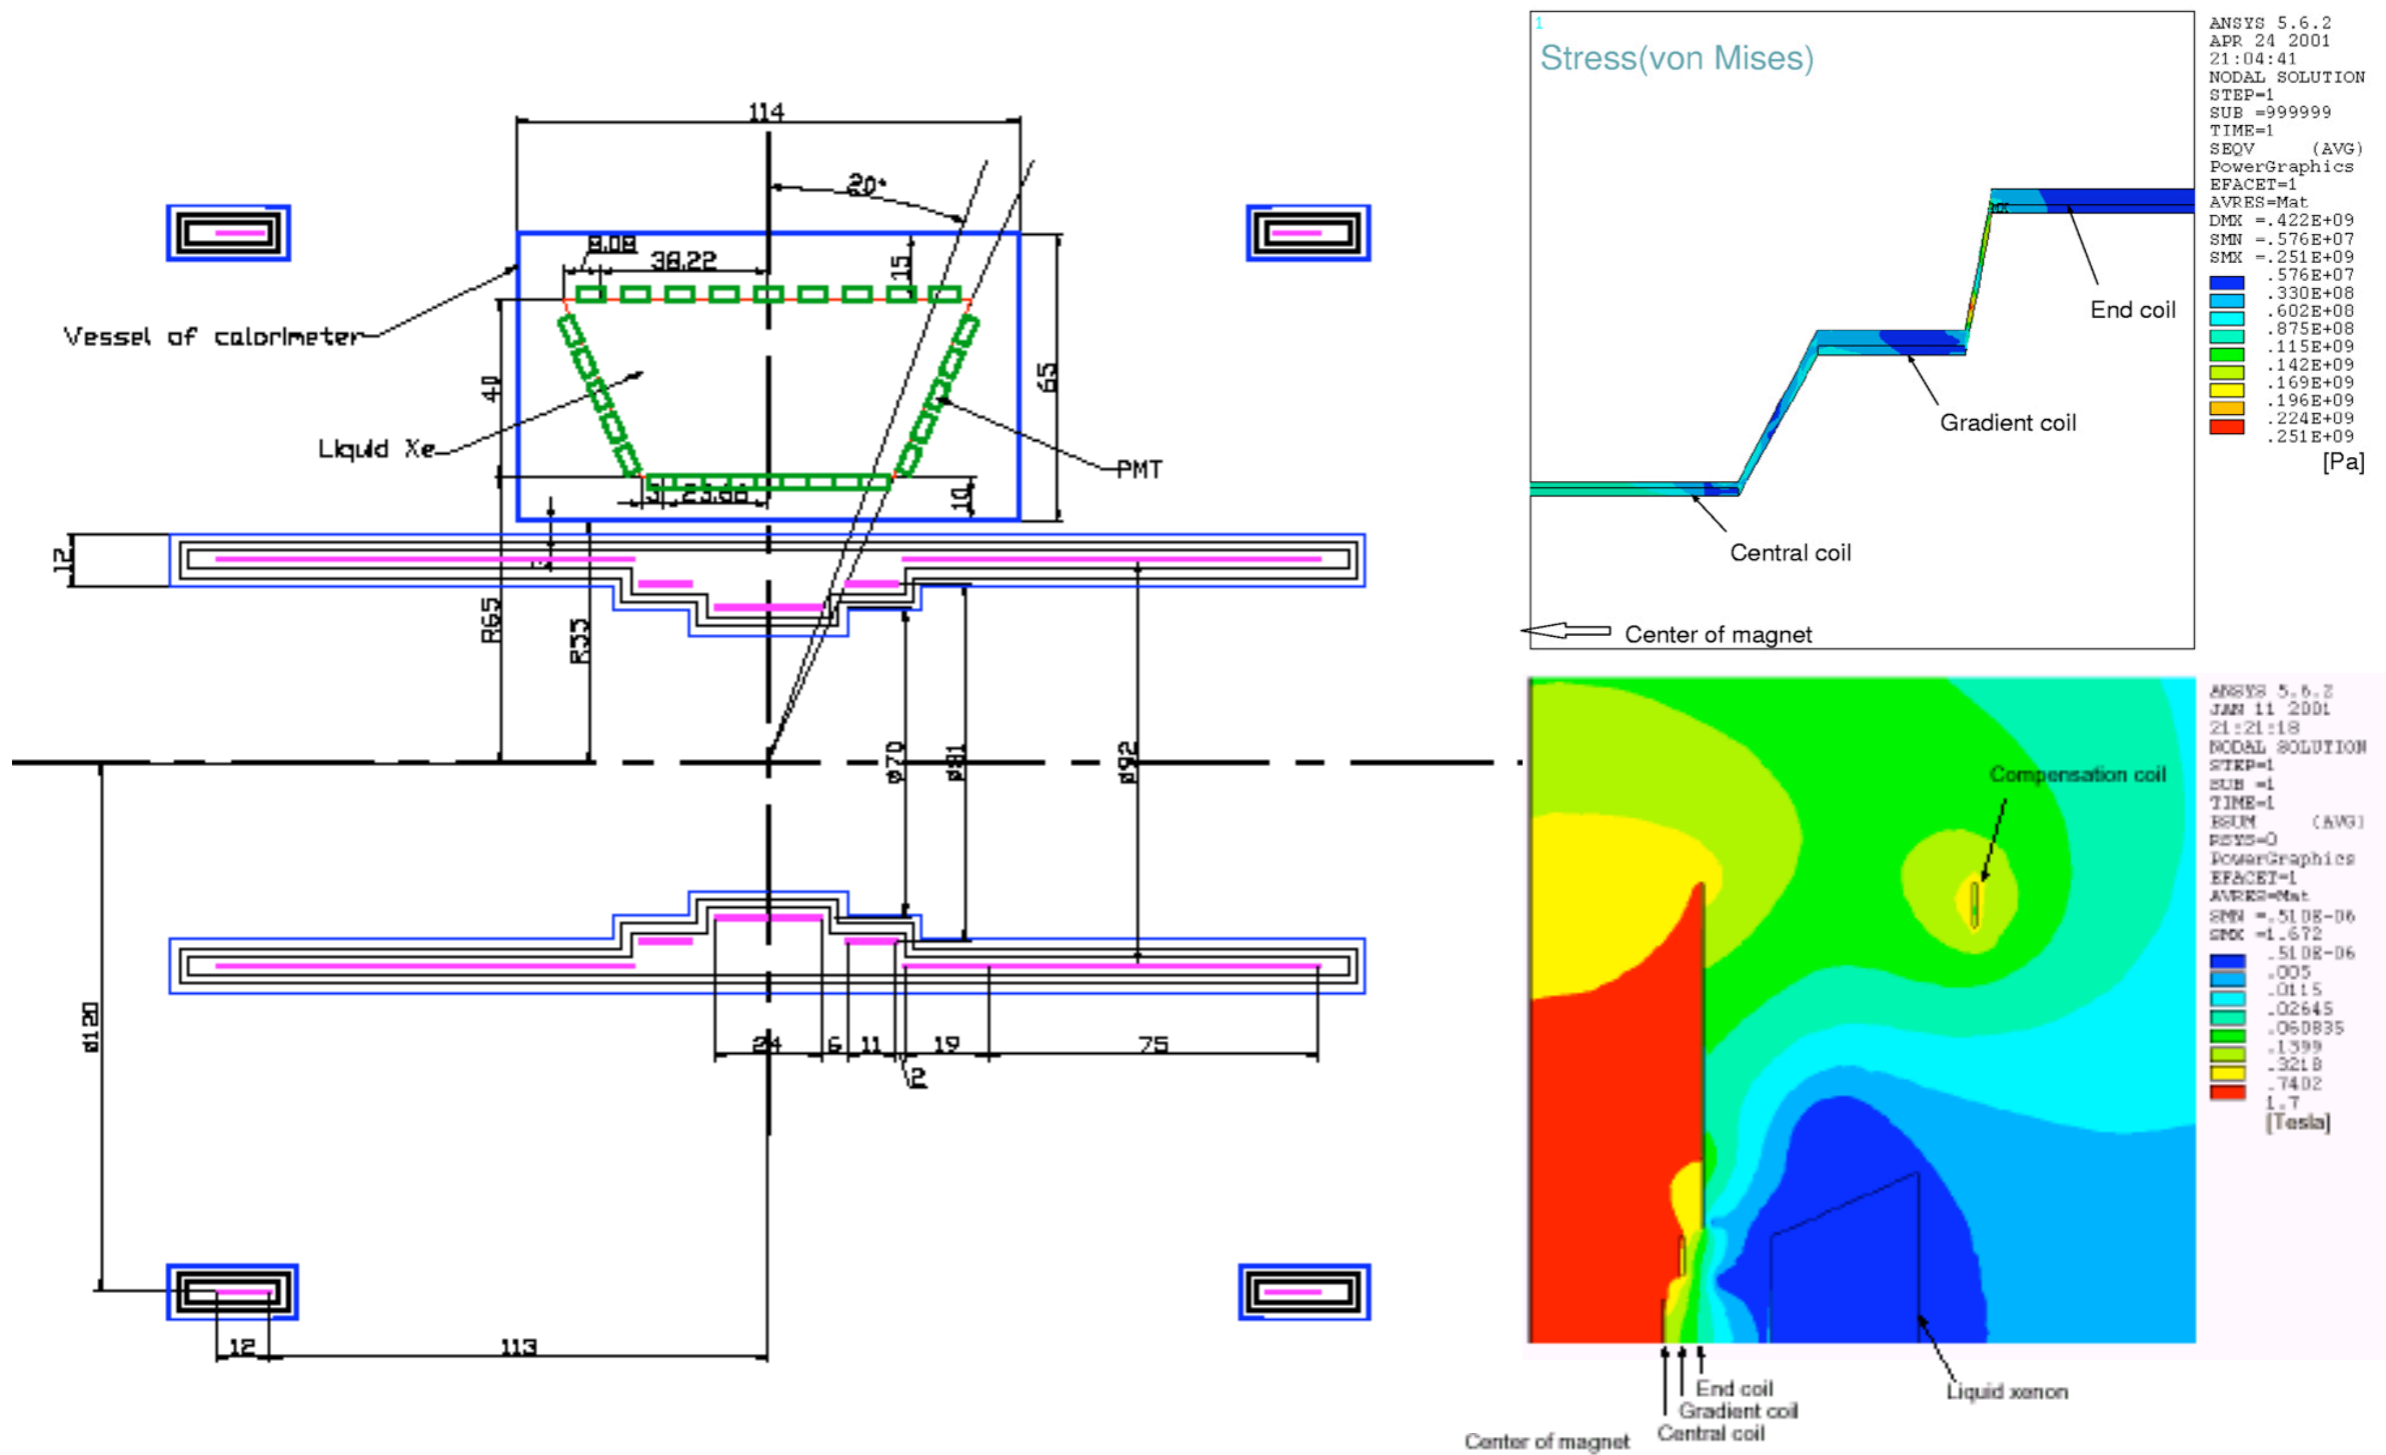 114
20°
8.08
38.22
15
Vessel of calorimeter
40
65
Liquid Xe
PMT
3
23.66
10
12
R65
R55
ø70
ø81
ø92
24
6
11
19
75
2
ø120
12
113
1
Stress(von Mises)
End coil
Gradient coil
Central coil
Center of magnet
ANSYS 5.6.2
APR 24 2001
21:04:41
NODAL SOLUTION
STEP=1
SUB =999999
TIME=1
SEQV (AVG)
PowerGraphics
EFACET=1
AVRES=Mat
DMX =.422E+09
SMN =.576E+07
SMX =.251E+09
.576E+07
.330E+08
.602E+08
.875E+08
.115E+09
.142E+09
.169E+09
.196E+09
.224E+09
.251E+09
[Pa]
MX
Compensation coil
ANSYS 5.6.2
JAN 11 2001
21:21:18
NODAL SOLUTION
STEP=1
SUB =1
TIME=1
BSUM (AVG)
RSYS=0
PowerGraphics
EFACET=1
AVRES=Mat
SMN =.510E-06
SMX =1.672
.510E-06
.005
.0115
.02645
.060835
.1399
.3218
.7402
1.7
[Tesla]
End coil
Gradient coil
Central coil
Center of magnet
Liquid xenon